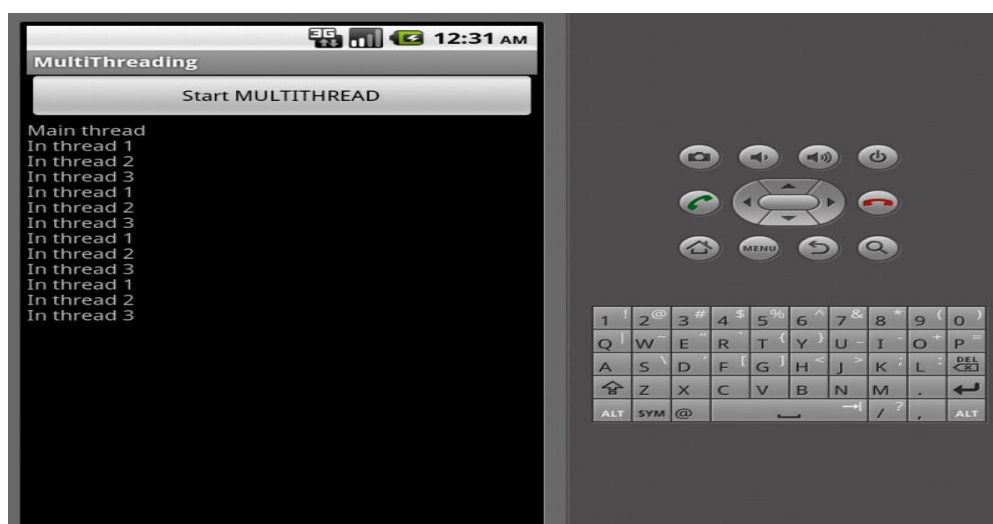 3G 12:31 AM
MultiThreading
Start MULTITHREAD
Main thread
In thread 1
In thread 2
In thread 3
In thread 1
In thread 2
In thread 3
In thread 1
In thread 2
In thread 3
In thread 1
In thread 2
In thread 3
MENU
1 ! 2 @ 3 # 4 $ 5 % 6 ^ 7 & 8 * 9 ( 0 )
Q | W ~ E " R ` T { Y } U _ I - O + P =
A S \ D ' F [ G ] H < J > K ; L : DEL
Z X C V B N M .
ALT SYM @ / ? , ALT